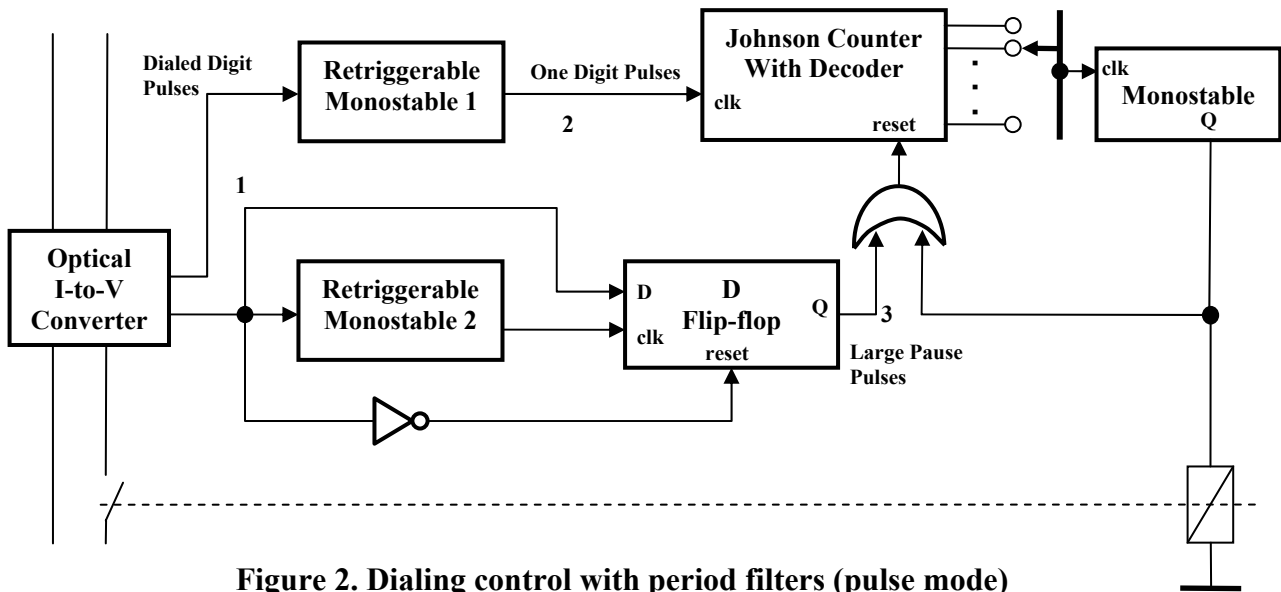 Dialed Digit
Pulses
Retriggerable
Monostable 1
One Digit Pulses
2
Johnson Counter
With Decoder
clk
reset
clk
Monostable
Q
1
Optical
I-to-V
Converter
Retriggerable
Monostable 2
D
D
Flip-flop
Q
clk
reset
3
Large Pause
Pulses
Figure 2. Dialing control with period filters (pulse mode)